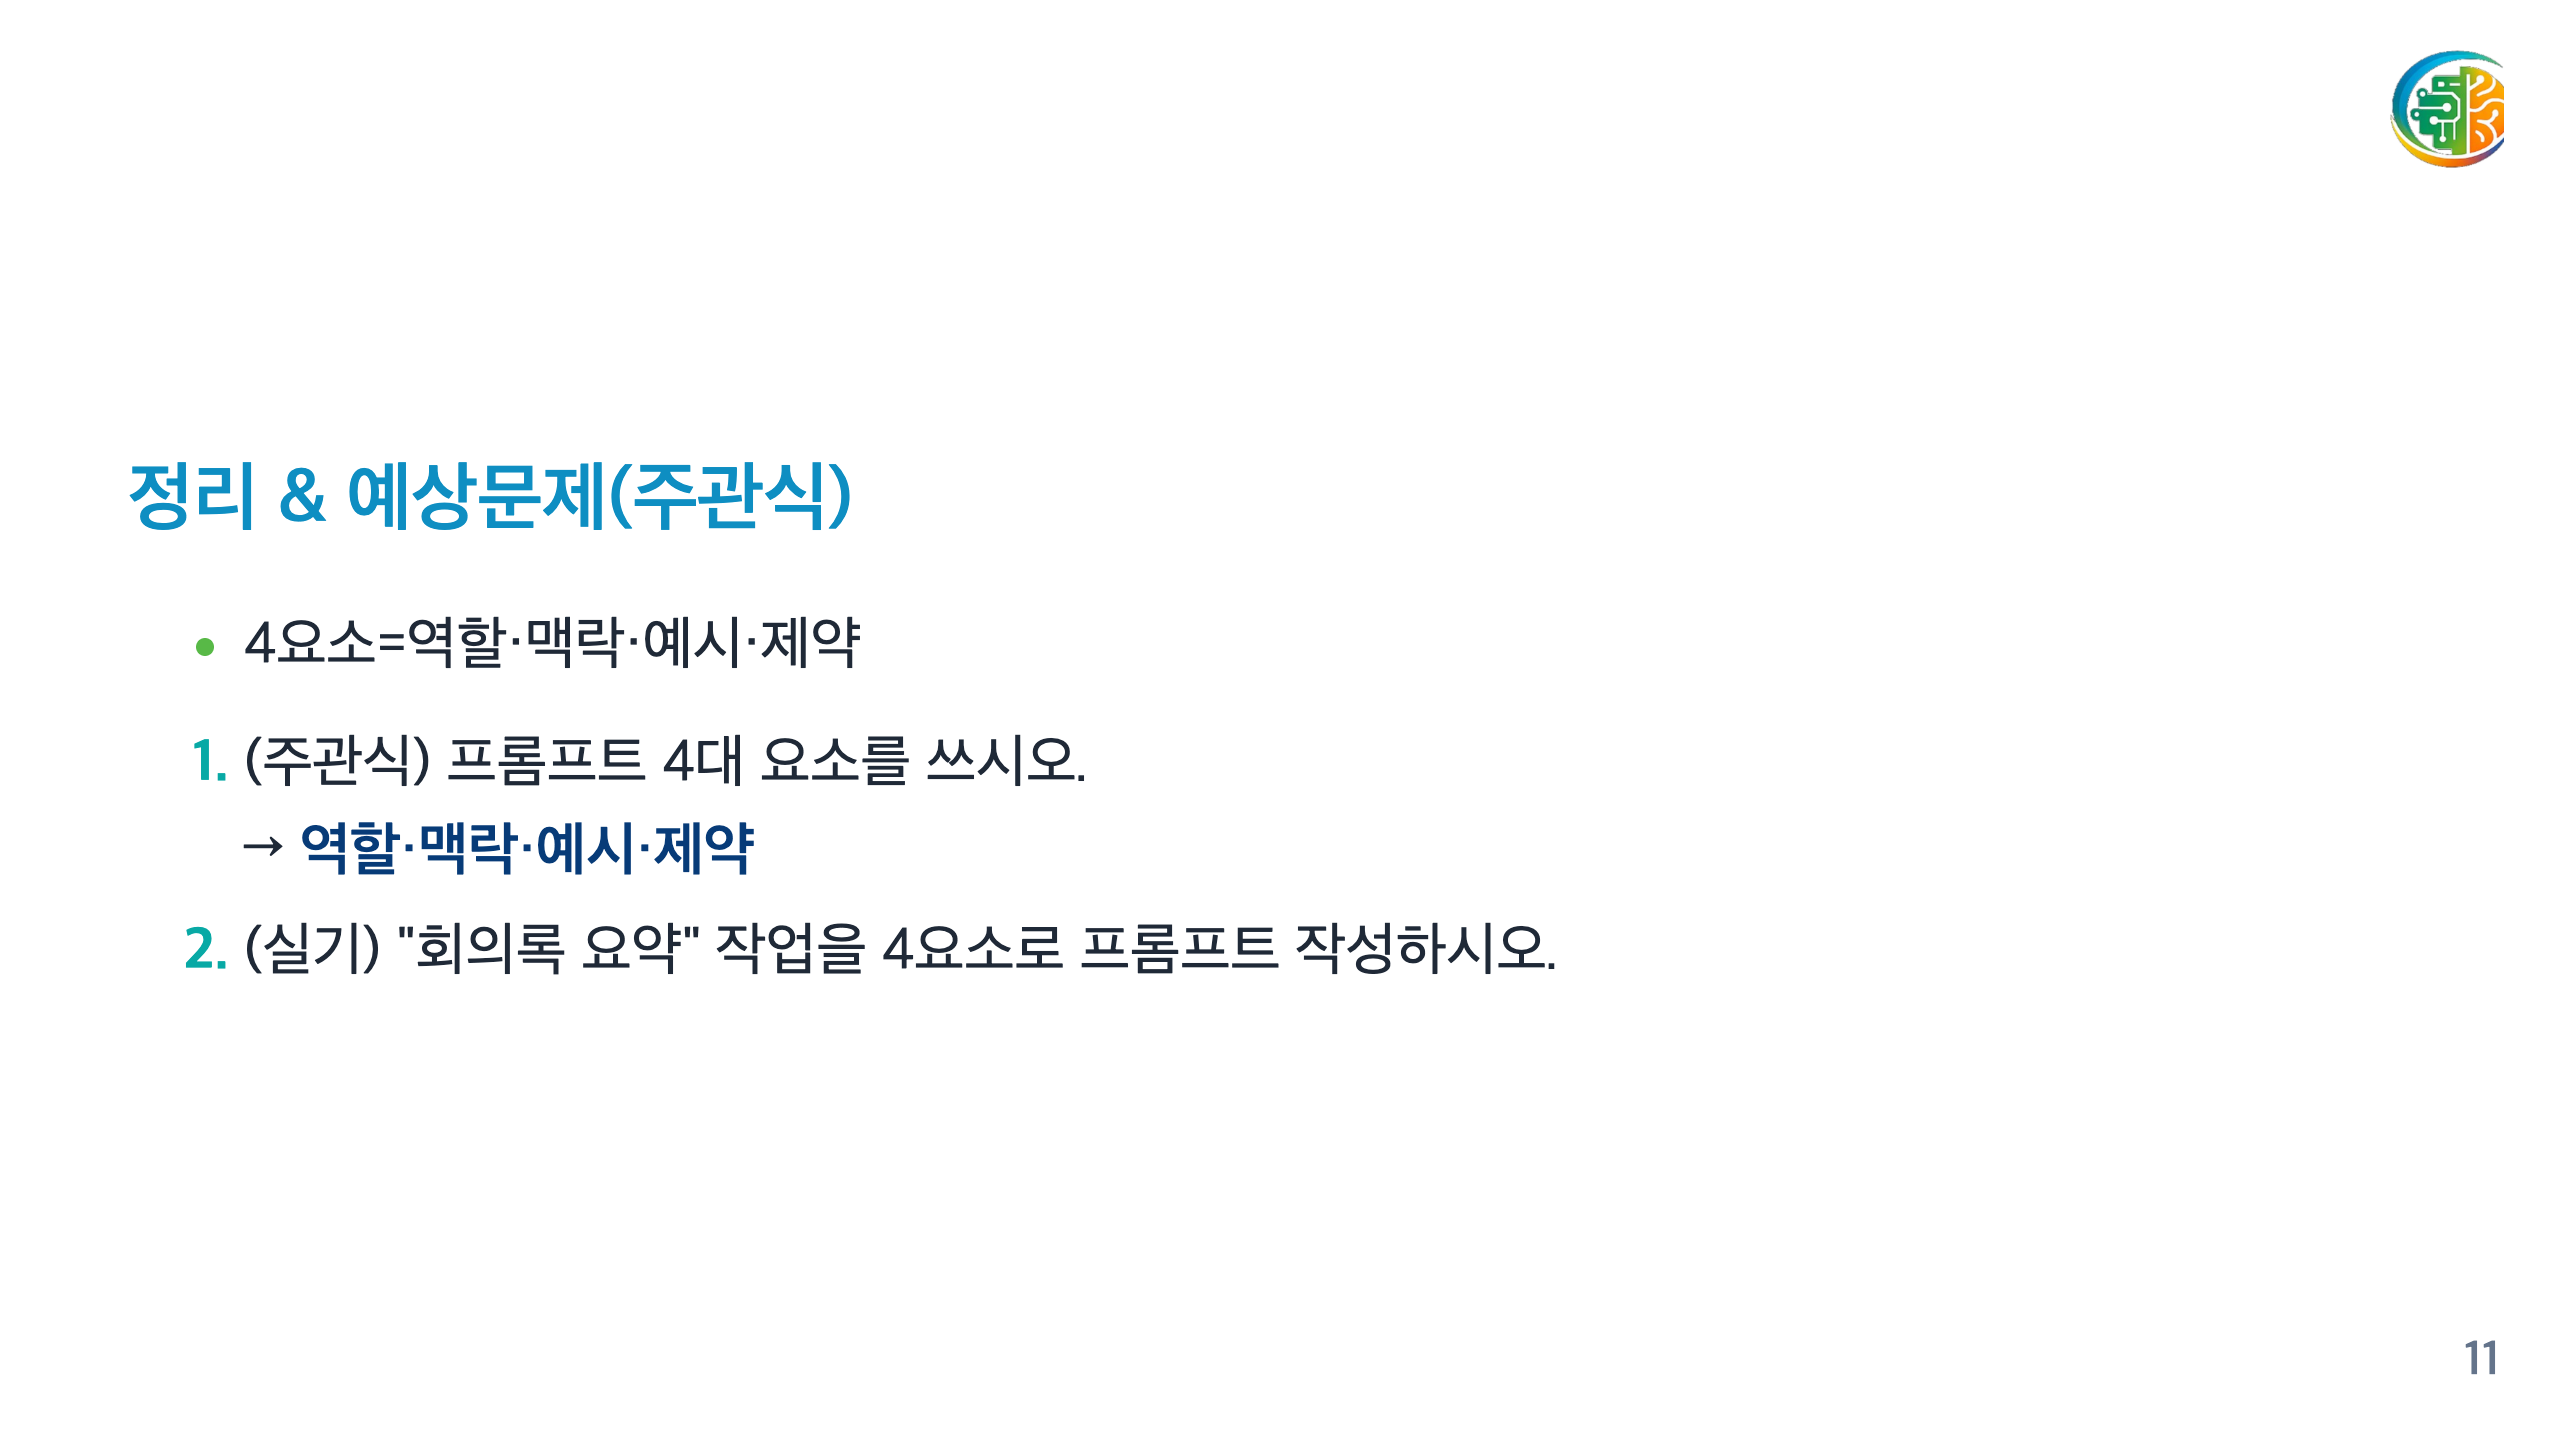 정리 & 예상문제(주관식)
• 4요소=역할·맥락·예시·제약
1. (주관식) 프롬프트 4대 요소를 쓰시오.
→ 역할·맥락·예시·제약
2. (실기) "회의록 요약" 작업을 4요소로 프롬프트 작성하시오.
11